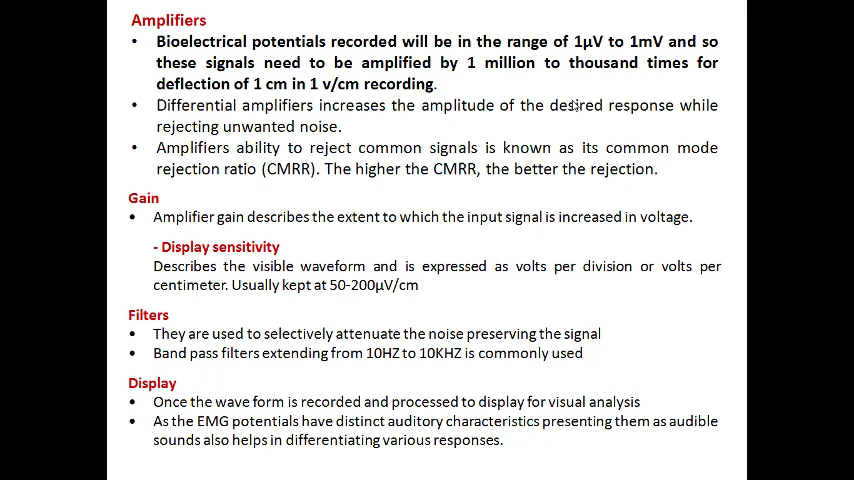 Amplifiers
• Bioelectrical potentials recorded will be in the range of 1µV to 1mV and so
these signals need to be amplified by 1 million to thousand times for
deflection of 1 cm in 1 v/cm recording.
• Differential amplifiers increases the amplitude of the desired response while
rejecting unwanted noise.
• Amplifiers ability to reject common signals is known as its common mode
rejection ratio (CMRR). The higher the CMRR, the better the rejection.
Gain
• Amplifier gain describes the extent to which the input signal is increased in voltage.
- Display sensitivity
Describes the visible waveform and is expressed as volts per division or volts per
centimeter. Usually kept at 50-200µV/cm
Filters
• They are used to selectively attenuate the noise preserving the signal
• Band pass filters extending from 10HZ to 10KHZ is commonly used
Display
• Once the wave form is recorded and processed to display for visual analysis
• As the EMG potentials have distinct auditory characteristics presenting them as audible
sounds also helps in differentiating various responses.